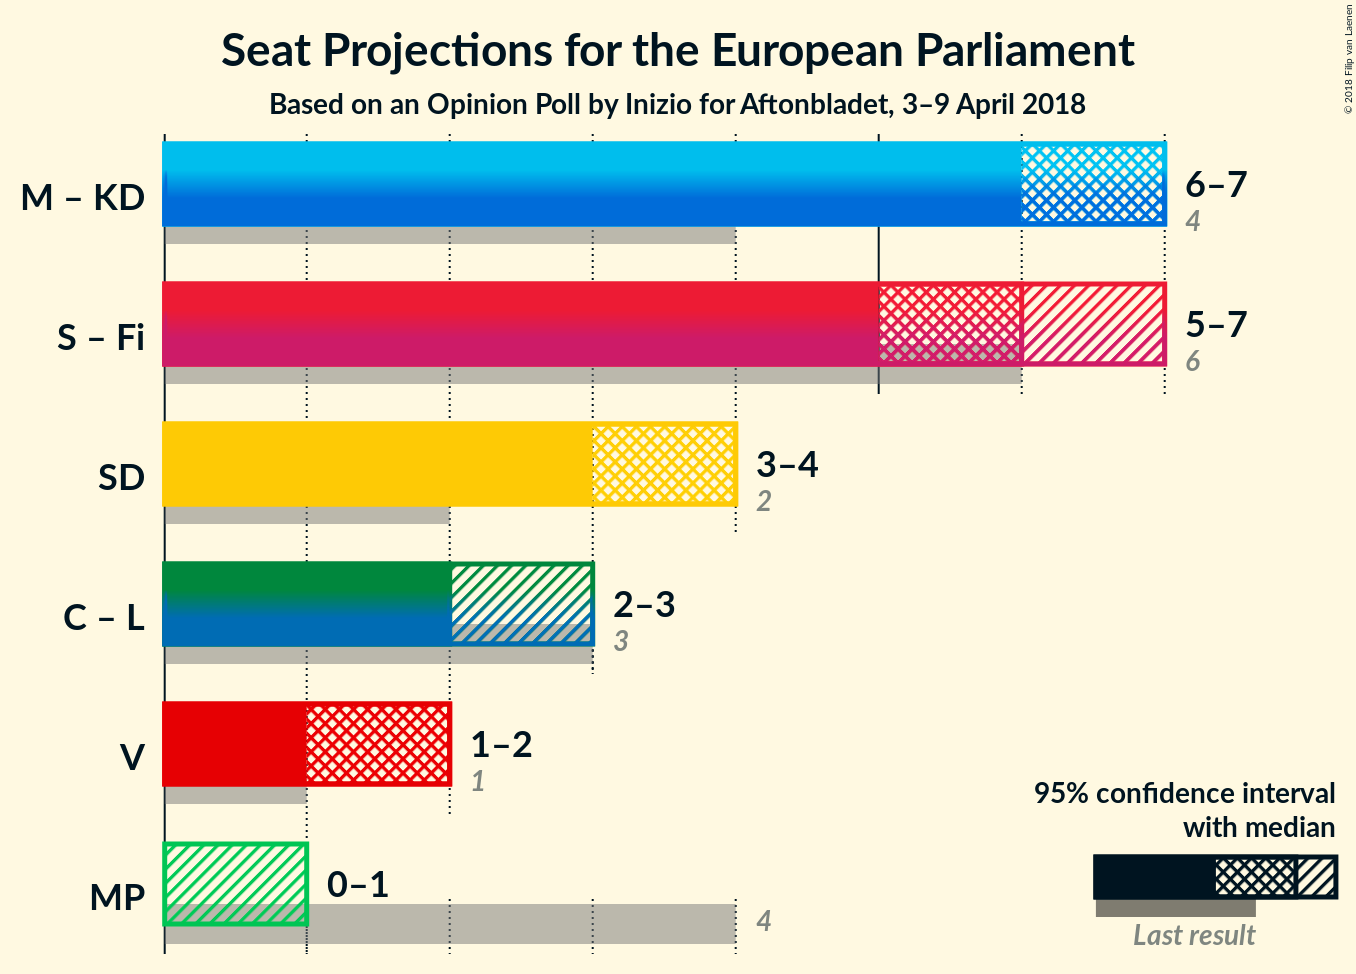 Seat Projections for the European Parliament
Based on an Opinion Poll by Inizio for Aftonbladet, 3–9 April 2018
© 2018 Filip van Laenen
M – KD
6–7
4
S – Fi
5–7
6
SD
3–4
2
C – L
2–3
3
V
1–2
1
MP
0–1
4
95% confidence interval
with median
Last result